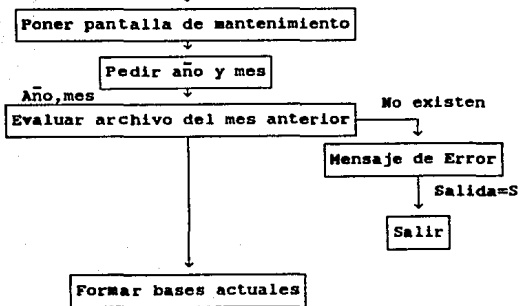 Poner pantalla de mantenimiento
Pedir año y mes
Año,mes
No existen
Evaluar archivo del mes anterior
Mensaje de Error
Salida=S
Salir
Formar bases actuales